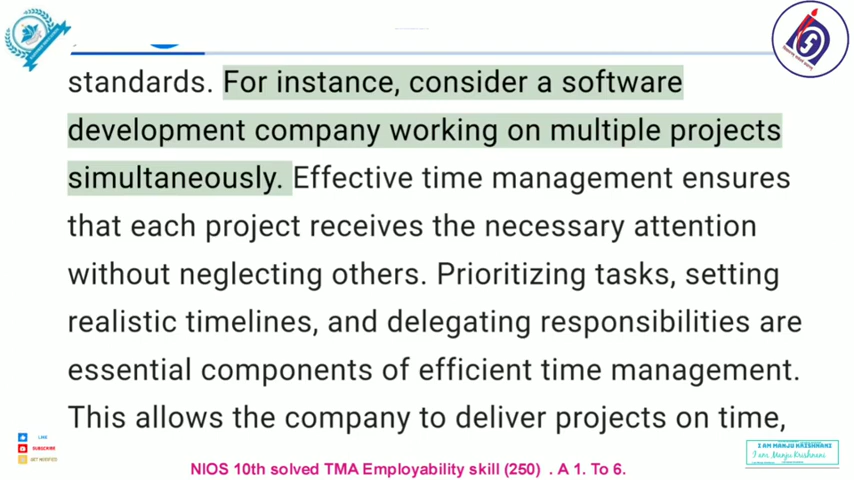 standards. For instance, consider a software
development company working on multiple projects
simultaneously. Effective time management ensures
that each project receives the necessary attention
without neglecting others. Prioritizing tasks, setting
realistic timelines, and delegating responsibilities are
essential components of efficient time management.
This allows the company to deliver projects on time,
LIKE
SUBSCRIBE
GET NOTIFIED
I AM MANJU KRISHNANI
I am Manju Krishnani
NIOS 10th solved TMA Employability skill (250) . A 1. To 6.